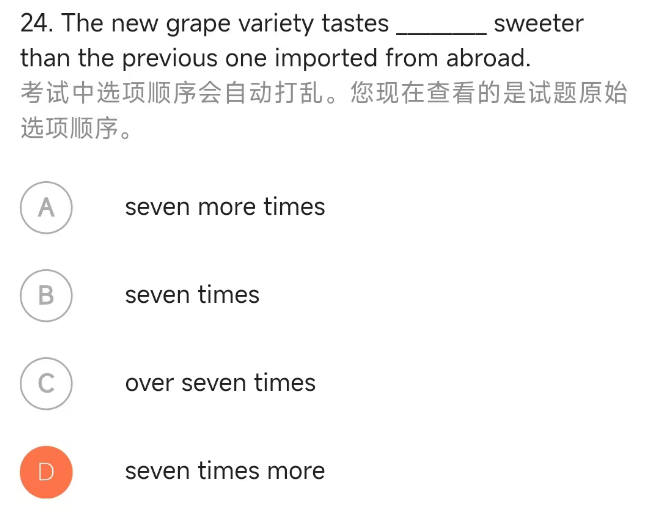 24. The new grape variety tastes _______ sweeter
than the previous one imported from abroad.
考试中选项顺序会自动打乱。您现在查看的是试题原始
选项顺序。
A seven more times
B seven times
C over seven times
D seven times more